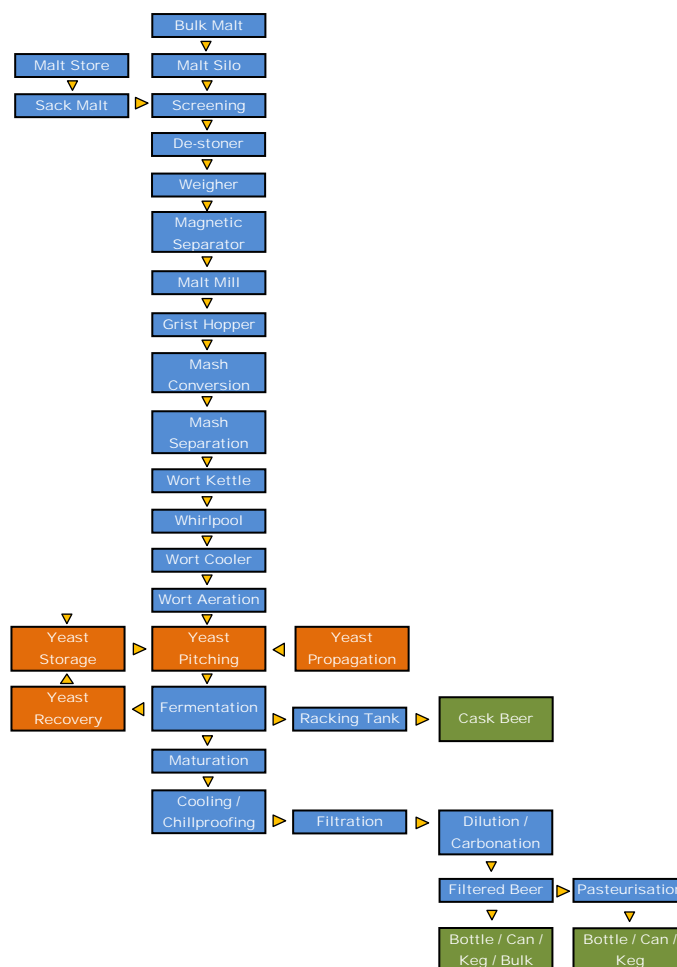 Bulk Malt
Malt Store
Malt Silo
Sack Malt
Screening
De-stoner
Weigher
Magnetic
Separator
Malt Mill
Grist Hopper
Mash
Conversion
Mash
Separation
Wort Kettle
Whirlpool
Wort Cooler
Wort Aeration
Yeast
Storage
Yeast
Pitching
Yeast
Propagation
Yeast
Recovery
Fermentation
Racking Tank
Cask Beer
Maturation
Cooling /
Chillproofing
Filtration
Dilution /
Carbonation
Filtered Beer
Pasteurisation
Bottle / Can /
Keg / Bulk
Bottle / Can /
Keg